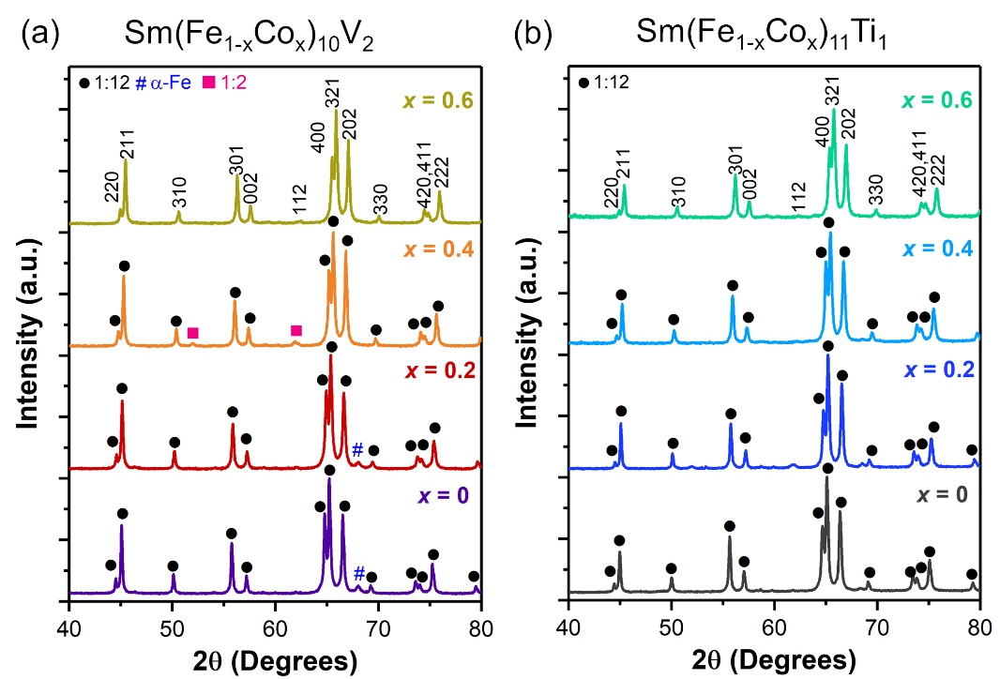 (a) Sm(Fe₁₋ₓCoₓ)₁₀V₂
1:12 # α-Fe 1:2
x = 0.6
220
211
310
301
002
112
400
321
202
330
420,411
222
x = 0.4
x = 0.2
#
x = 0
#
40 50 60 70 80
2θ (Degrees)
Intensity (a.u.)
(b) Sm(Fe₁₋ₓCoₓ)₁₁Ti₁
1:12
x = 0.6
220
211
310
301
002
112
400
321
202
330
420,411
222
x = 0.4
x = 0.2
x = 0
40 50 60 70 80
2θ (Degrees)
Intensity (a.u.)